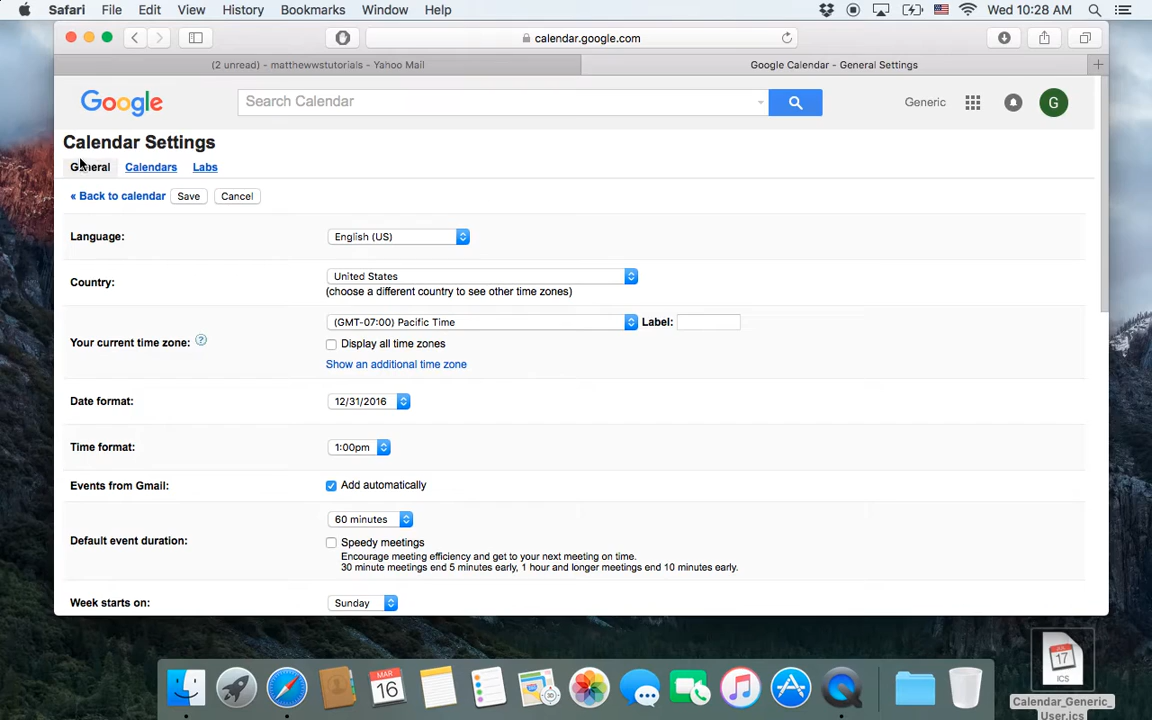 Safari File Edit View History Bookmarks Window Help Wed 10:28 AM
calendar.google.com
(2 unread) - matthewwstutorials - Yahoo Mail Google Calendar - General Settings
Google Search Calendar Generic G
Calendar Settings
General Calendars Labs
« Back to calendar Save Cancel
Language: English (US)
Country: United States
(choose a different country to see other time zones)
(GMT-07:00) Pacific Time Label:
Your current time zone: ? Display all time zones
Show an additional time zone
Date format: 12/31/2016
Time format: 1:00pm
Events from Gmail: Add automatically
60 minutes
Default event duration: Speedy meetings
Encourage meeting efficiency and get to your next meeting on time.
30 minute meetings end 5 minutes early, 1 hour and longer meetings end 10 minutes early.
Week starts on: Sunday
MAR
16
3D
JUL
17
ICS
Calendar_Generic_
User.ics